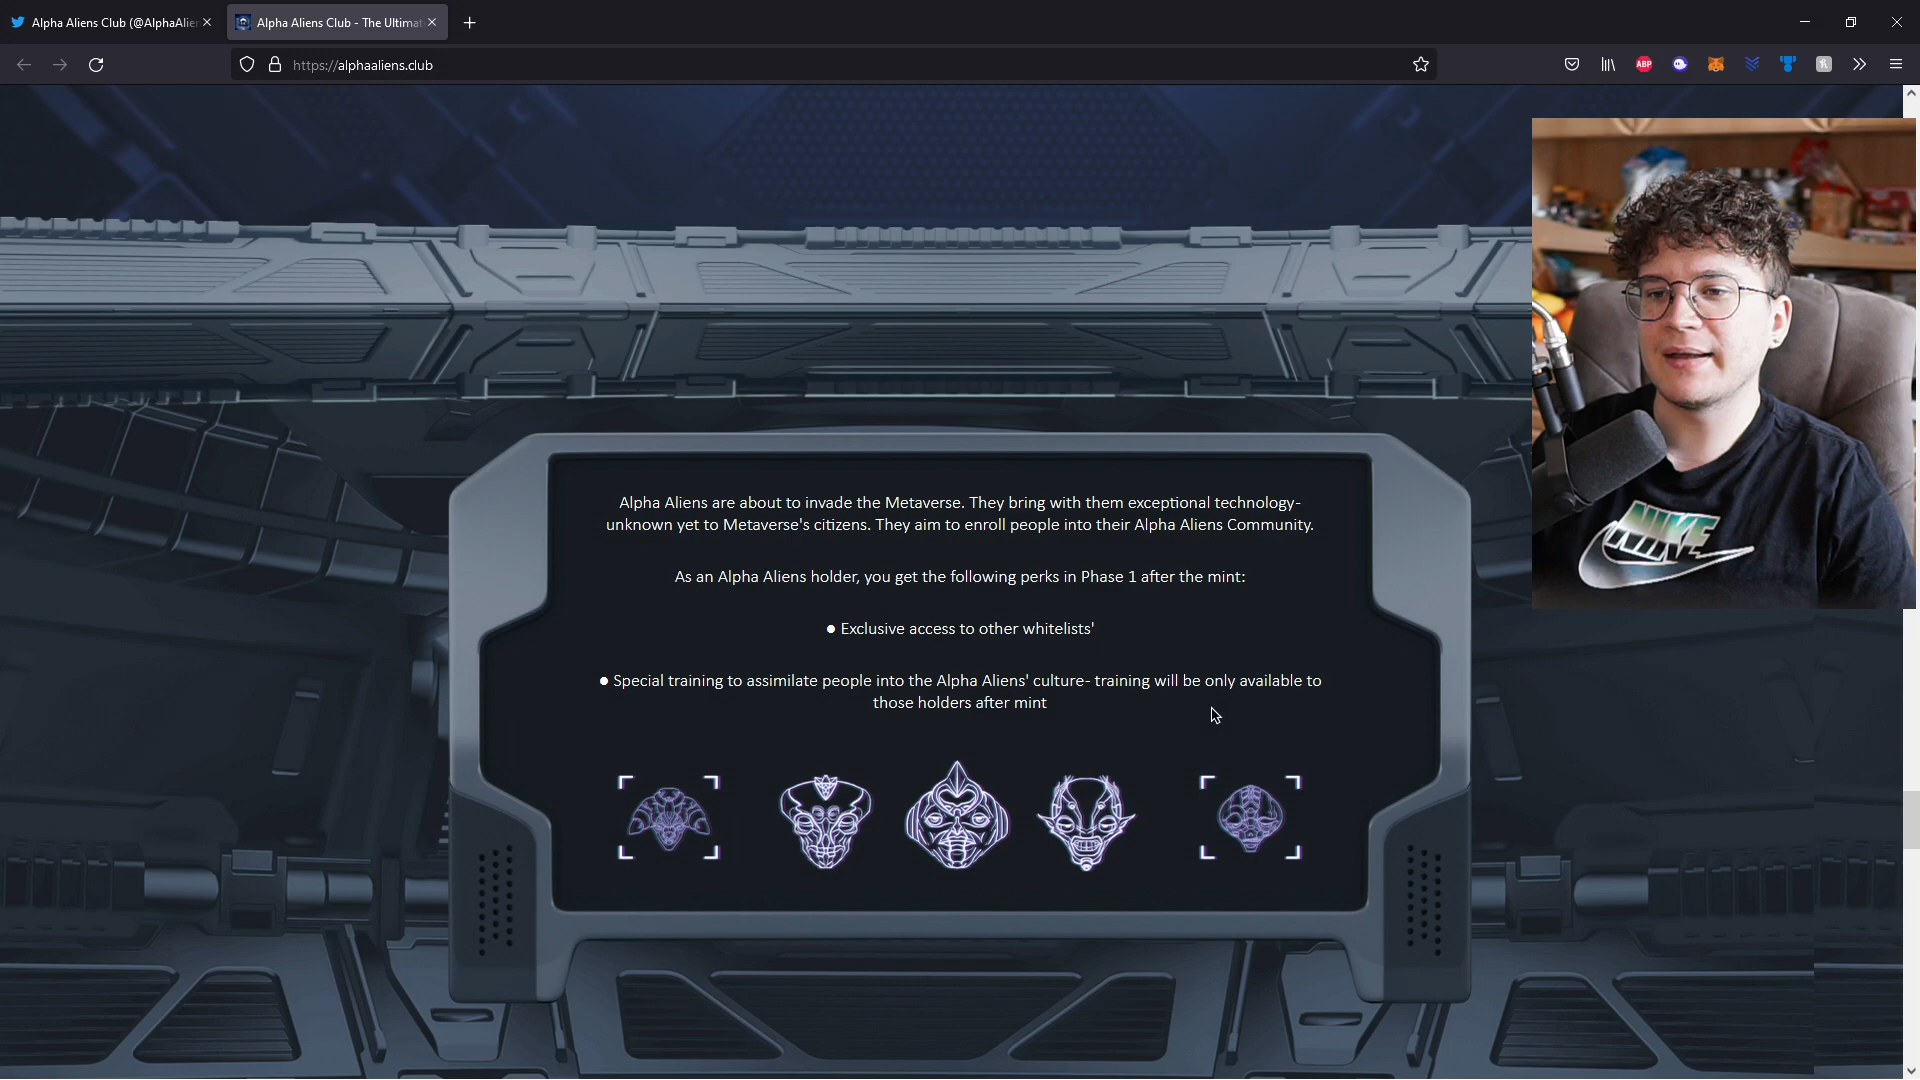 Alpha Aliens Club (@AlphaAlien
Alpha Aliens Club - The Ultimat
https://alphaaliens.club
ABP
Alpha Aliens are about to invade the Metaverse. They bring with them exceptional technology-
unknown yet to Metaverse's citizens. They aim to enroll people into their Alpha Aliens Community.
As an Alpha Aliens holder, you get the following perks in Phase 1 after the mint:
● Exclusive access to other whitelists'
● Special training to assimilate people into the Alpha Aliens' culture- training will be only available to
those holders after mint
NIKE